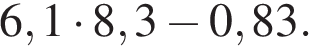 6,1 · 8,3 − 0,83.